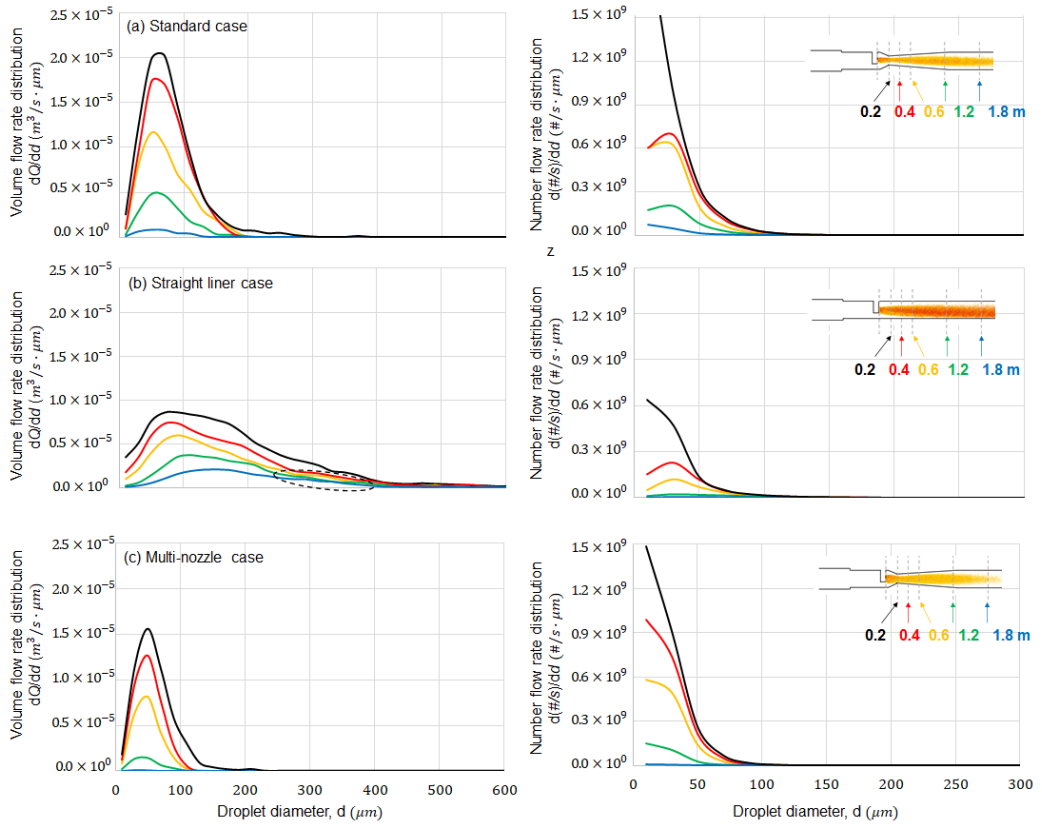 (a) Standard case
Volume flow rate distribution
dQ/dd (m³/s · μm)
2.5 × 10⁻⁵
2.0 × 10⁻⁵
1.5 × 10⁻⁵
1.0 × 10⁻⁵
0.5 × 10⁻⁵
0.0 × 10⁰
Number flow rate distribution
d(#/s)/dd (#/s · μm)
1.5 × 10⁹
1.2 × 10⁹
0.9 × 10⁹
0.6 × 10⁹
0.3 × 10⁹
0.0 × 10⁰
0.2 0.4 0.6 1.2 1.8 m
0 50 100 150 200 250 300
z
(b) Straight liner case
Volume flow rate distribution
dQ/dd (m³/s · μm)
2.5 × 10⁻⁵
2.0 × 10⁻⁵
1.5 × 10⁻⁵
1.0 × 10⁻⁵
0.5 × 10⁻⁵
0.0 × 10⁰
Number flow rate distribution
d(#/s)/dd (#/s · μm)
1.5 × 10⁹
1.2 × 10⁹
0.9 × 10⁹
0.6 × 10⁹
0.3 × 10⁹
0.0 × 10⁰
0.2 0.4 0.6 1.2 1.8 m
(c) Multi-nozzle case
Volume flow rate distribution
dQ/dd (m³/s · μm)
2.5 × 10⁻⁵
2.0 × 10⁻⁵
1.5 × 10⁻⁵
1.0 × 10⁻⁵
0.5 × 10⁻⁵
0.0 × 10⁰
0 100 200 300 400 500 600
Droplet diameter, d (μm)
Number flow rate distribution
d(#/s)/dd (#/s · μm)
1.5 × 10⁹
1.2 × 10⁹
0.9 × 10⁹
0.6 × 10⁹
0.3 × 10⁹
0.0 × 10⁰
0.2 0.4 0.6 1.2 1.8 m
0 50 100 150 200 250 300
Droplet diameter, d (μm)